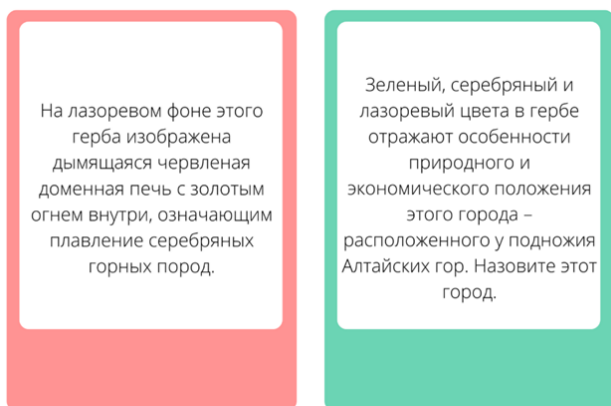 На лазоревом фоне этого
герба изображена
дымящаяся червленая
доменная печь с золотым
огнем внутри, означающим
плавление серебряных
горных пород.
Зеленый, серебряный и
лазоревый цвета в гербе
отражают особенности
природного и
экономического положения
этого города –
расположенного у подножия
Алтайских гор. Назовите этот
город.